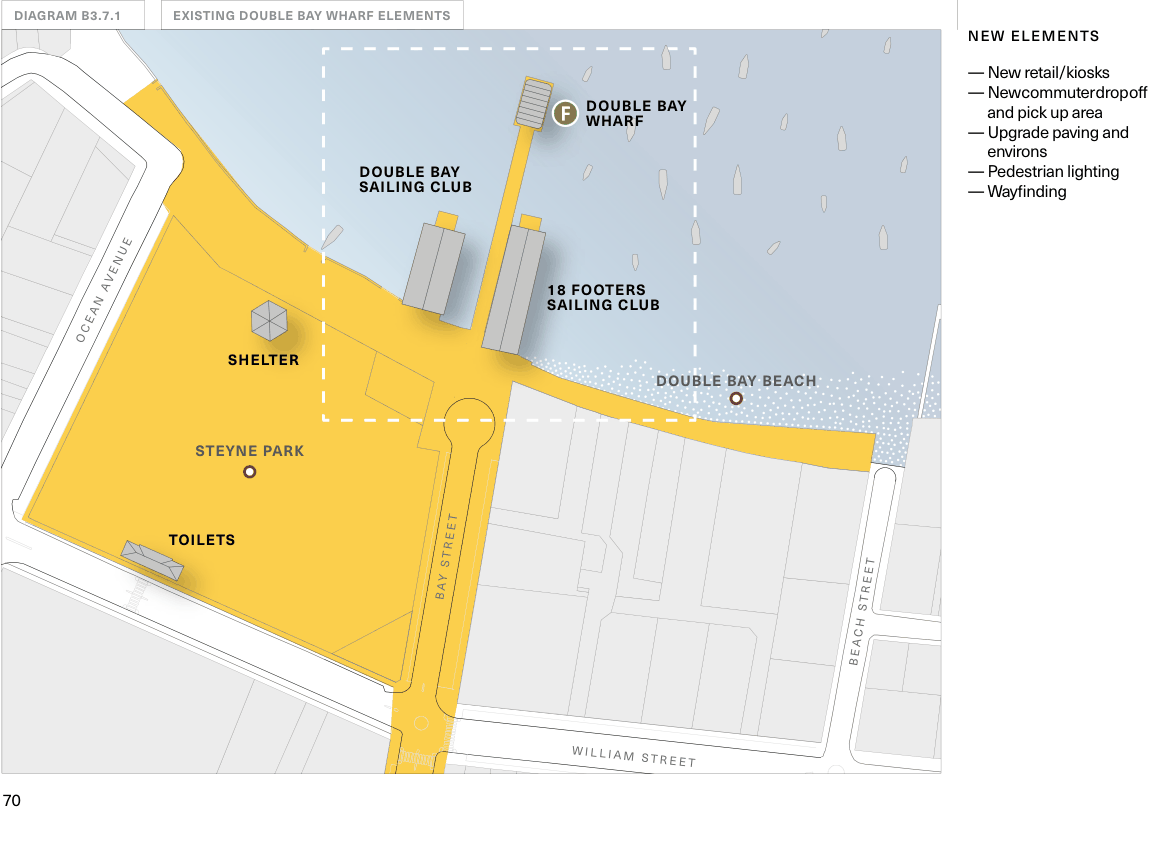 DIAGRAM B3.7.1
EXISTING DOUBLE BAY WHARF ELEMENTS
NEW ELEMENTS
— New retail/kiosks
— Newcommuterdropoff
and pick up area
— Upgrade paving and
environs
— Pedestrian lighting
— Wayfinding
F
DOUBLE BAY
WHARF
DOUBLE BAY
SAILING CLUB
OCEAN AVENUE
18 FOOTERS
SAILING CLUB
SHELTER
DOUBLE BAY BEACH
STEYNE PARK
TOILETS
BAY STREET
BEACH STREET
WILLIAM STREET
70